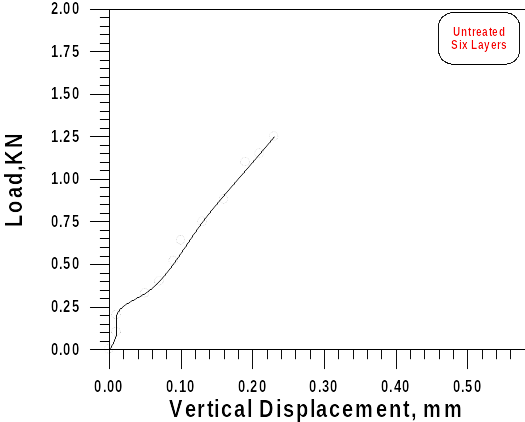 2.00
Untreated
Six Layers
1.75
1.50
1.25
1.00
0.75
0.50
0.25
0.00
Load,KN
0.00 0.10 0.20 0.30 0.40 0.50
Vertical Displacement, mm